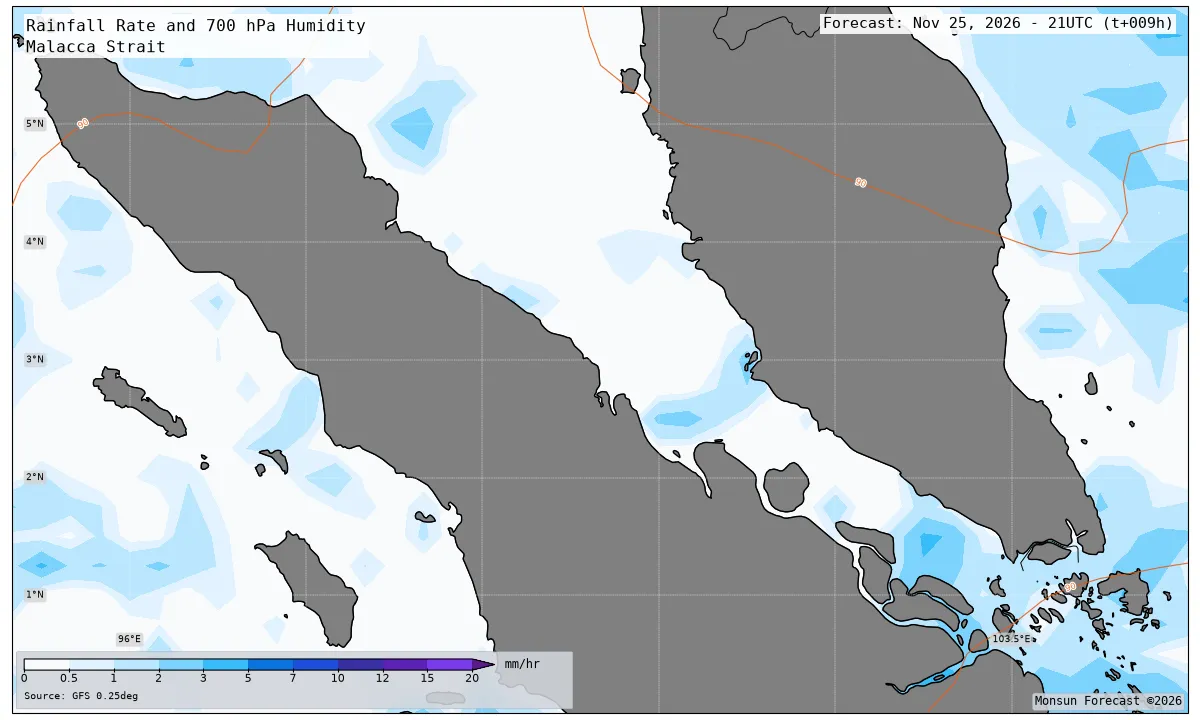 Rainfall Rate and 700 hPa Humidity
Malacca Strait
Forecast: Nov 25, 2026 - 21UTC (t+009h)
5°N
4°N
3°N
2°N
1°N
96°E
103.5°E
90
90
90
0 0.5 1 2 3 5 7 10 12 15 20
mm/hr
Source: GFS 0.25deg
Monsun Forecast ©2026